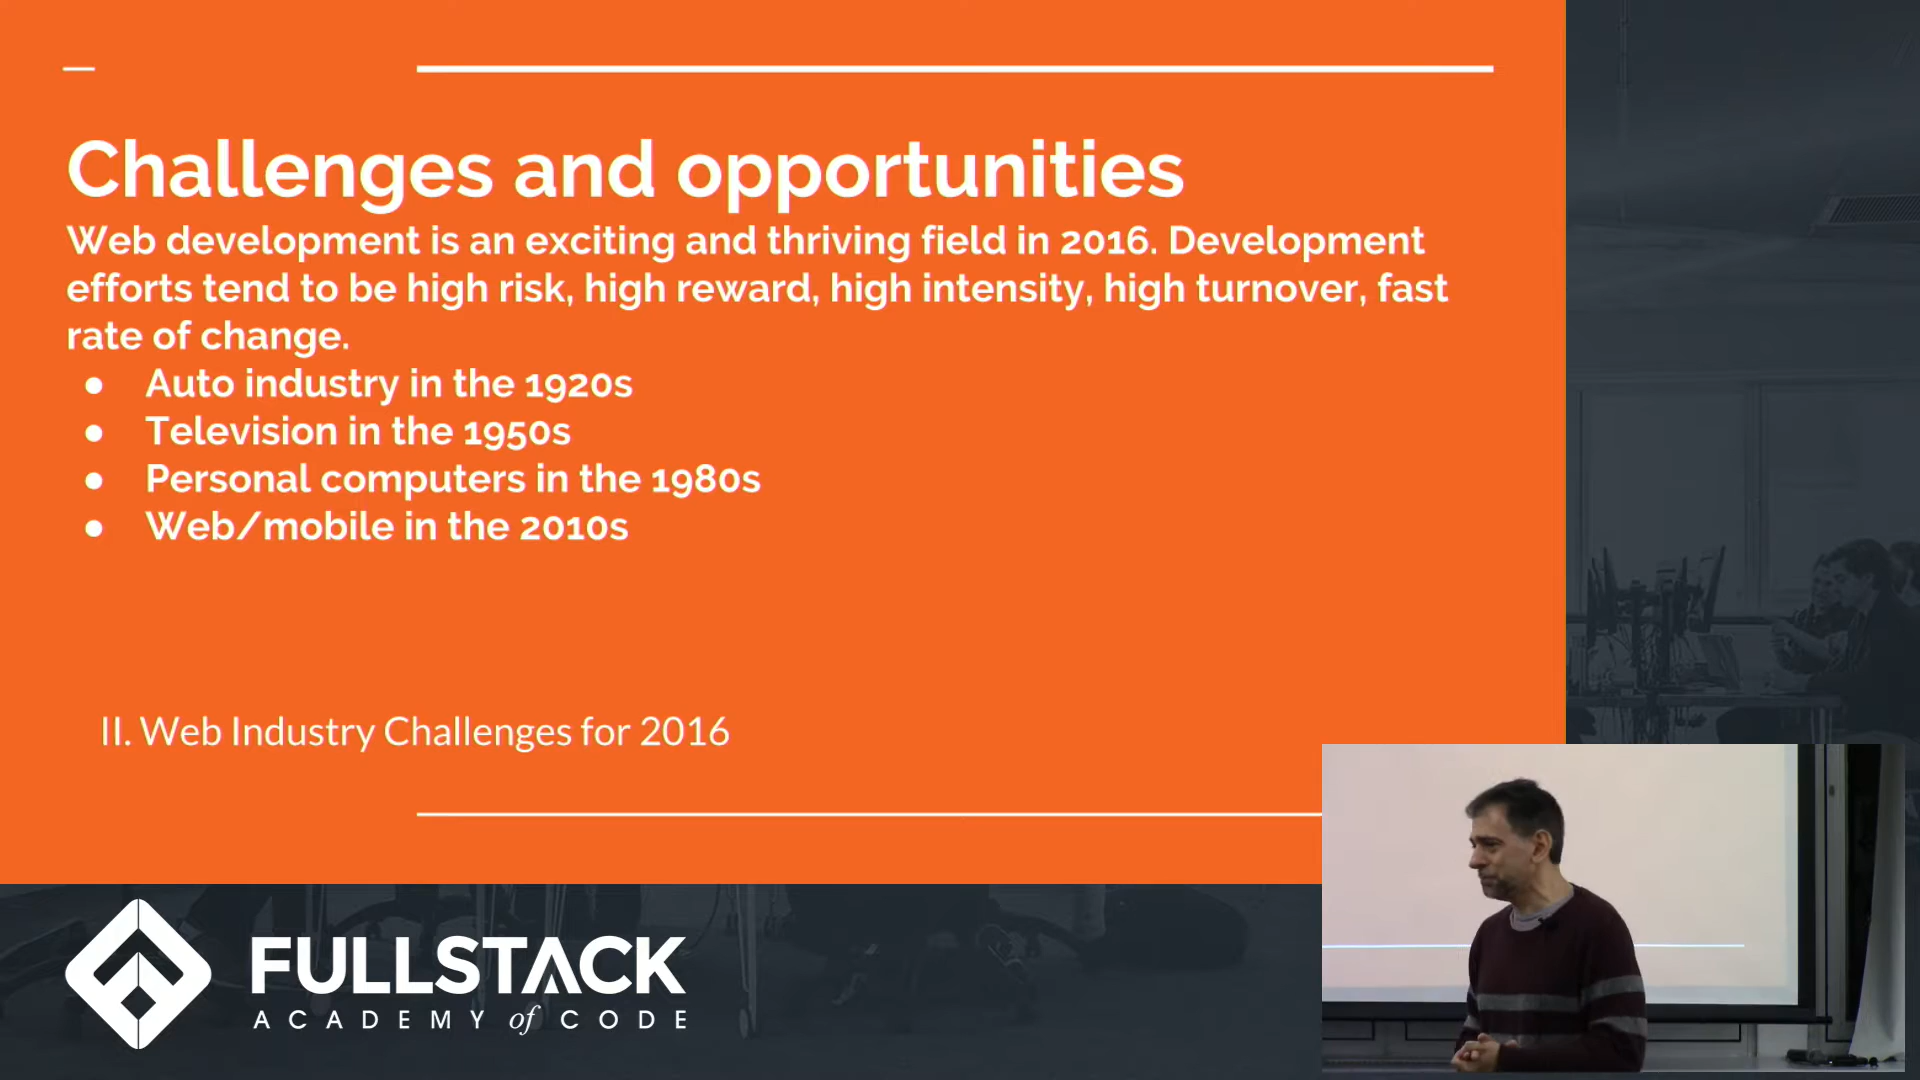 Challenges and opportunities
Web development is an exciting and thriving field in 2016. Development
efforts tend to be high risk, high reward, high intensity, high turnover, fast
rate of change.
● Auto industry in the 1920s
● Television in the 1950s
● Personal computers in the 1980s
● Web/mobile in the 2010s
II. Web Industry Challenges for 2016
FULLSTACK
ACADEMY of CODE